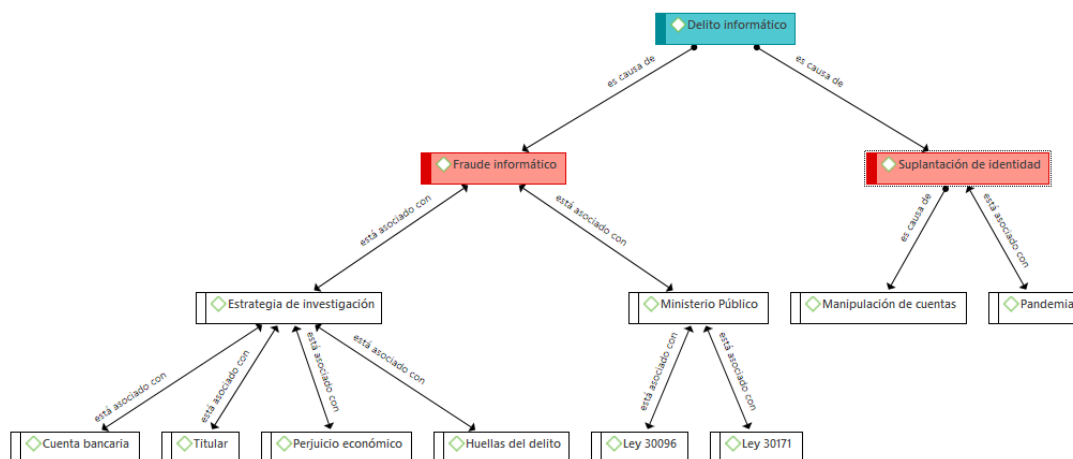 Delito informático
es causa de
es causa de
Fraude informático
Suplantación de identidad
está asociado con
está asociado con
es causa de
está asociado con
Estrategia de investigación
Ministerio Público
Manipulación de cuentas
Pandemia
está asociado con
está asociado con
está asociado con
está asociado con
está asociado con
está asociado con
Cuenta bancaria
Titular
Perjuicio económico
Huellas del delito
Ley 30096
Ley 30171